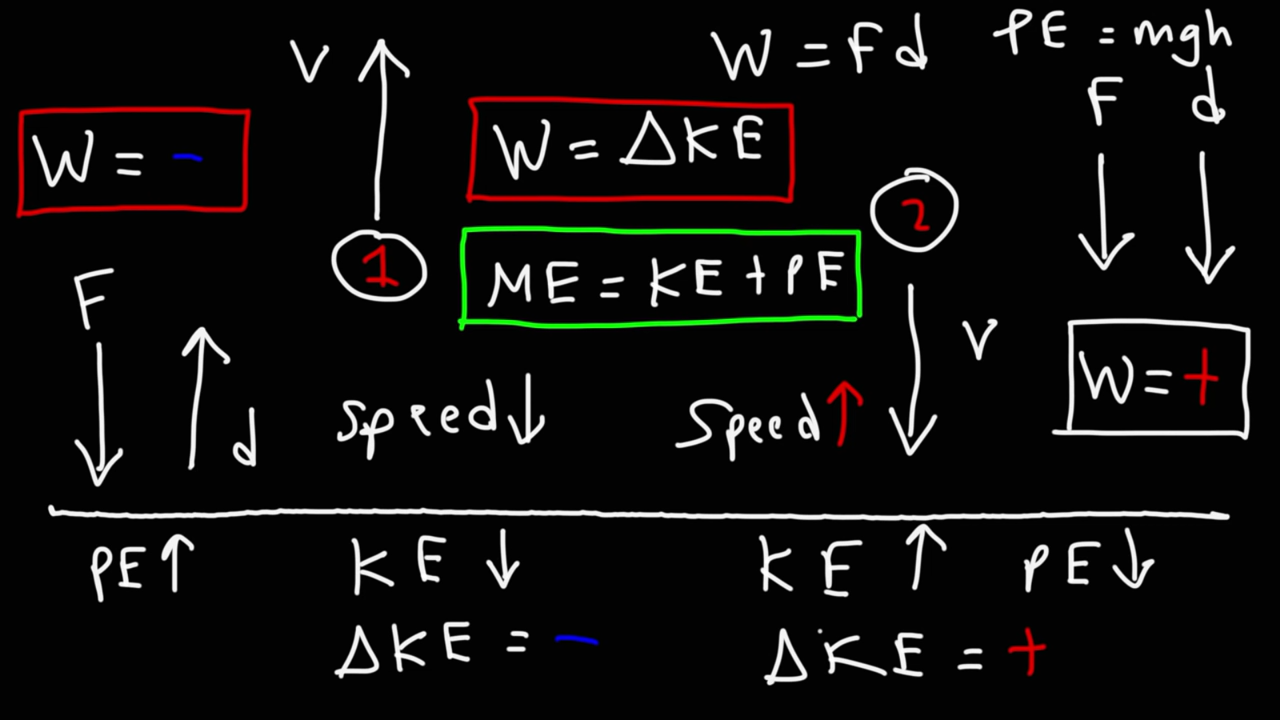 V ↑ W = Fd PE = mgh
W = - W = ΔKE F ↓ d ↓
1 2
ME = KE + PE
F ↓ ↑ d ↓ V W = +
speed ↓ Speed ↑
PE ↑ KE ↓ KE ↑ PE ↓
ΔKE = - ΔKE = +